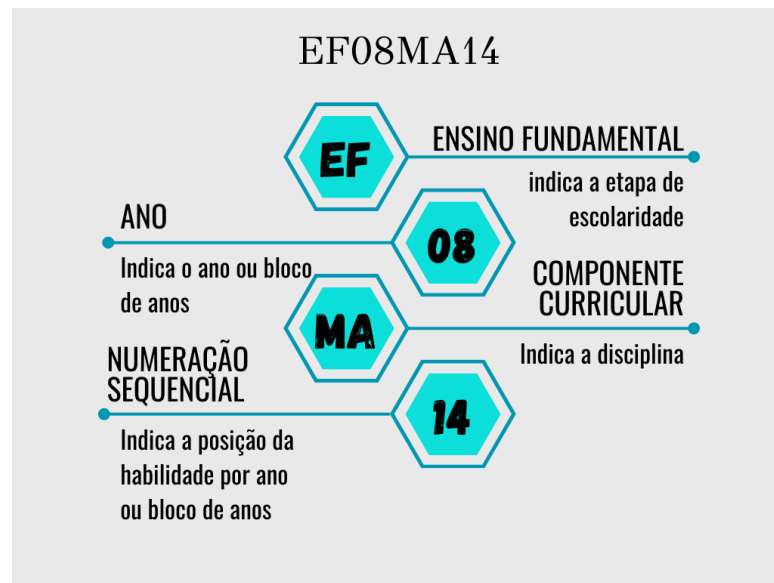 EF08MA14
EF
ENSINO FUNDAMENTAL
indica a etapa de
escolaridade
ANO
08
Indica o ano ou bloco
de anos
COMPONENTE
CURRICULAR
MA
Indica a disciplina
NUMERAÇÃO
SEQUENCIAL
14
Indica a posição da
habilidade por ano
ou bloco de anos